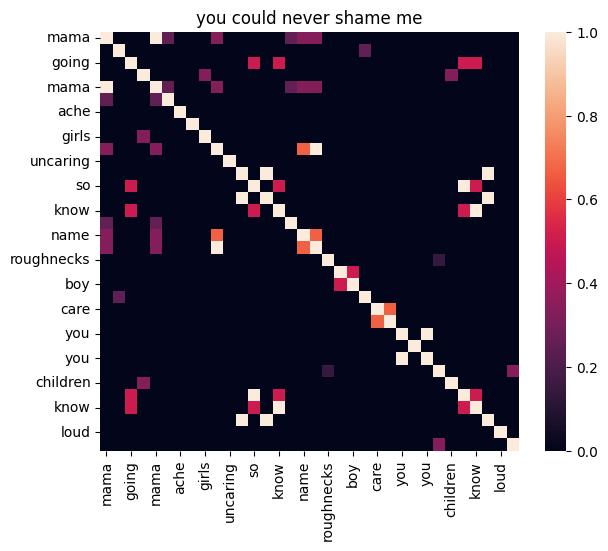 you could never shame me
mama
going
mama
ache
girls
uncaring
so
know
name
roughnecks
boy
care
you
you
children
know
loud
mama
going
mama
ache
girls
uncaring
so
know
name
roughnecks
boy
care
you
you
children
know
loud
1.0
0.8
0.6
0.4
0.2
0.0